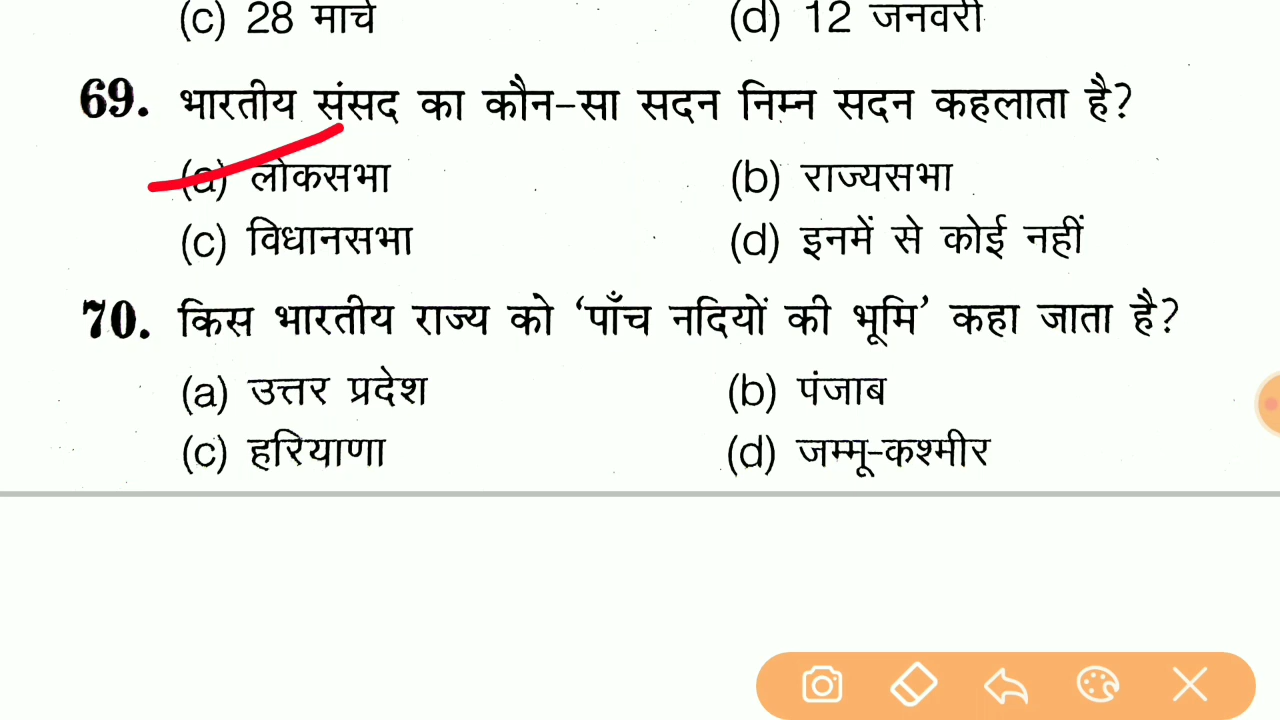 (c) 28 मार्च (d) 12 जनवरी
69. भारतीय संसद का कौन-सा सदन निम्न सदन कहलाता है?
(a) लोकसभा (b) राज्यसभा
(c) विधानसभा (d) इनमें से कोई नहीं
70. किस भारतीय राज्य को ‘पाँच नदियों की भूमि’ कहा जाता है?
(a) उत्तर प्रदेश (b) पंजाब
(c) हरियाणा (d) जम्मू-कश्मीर